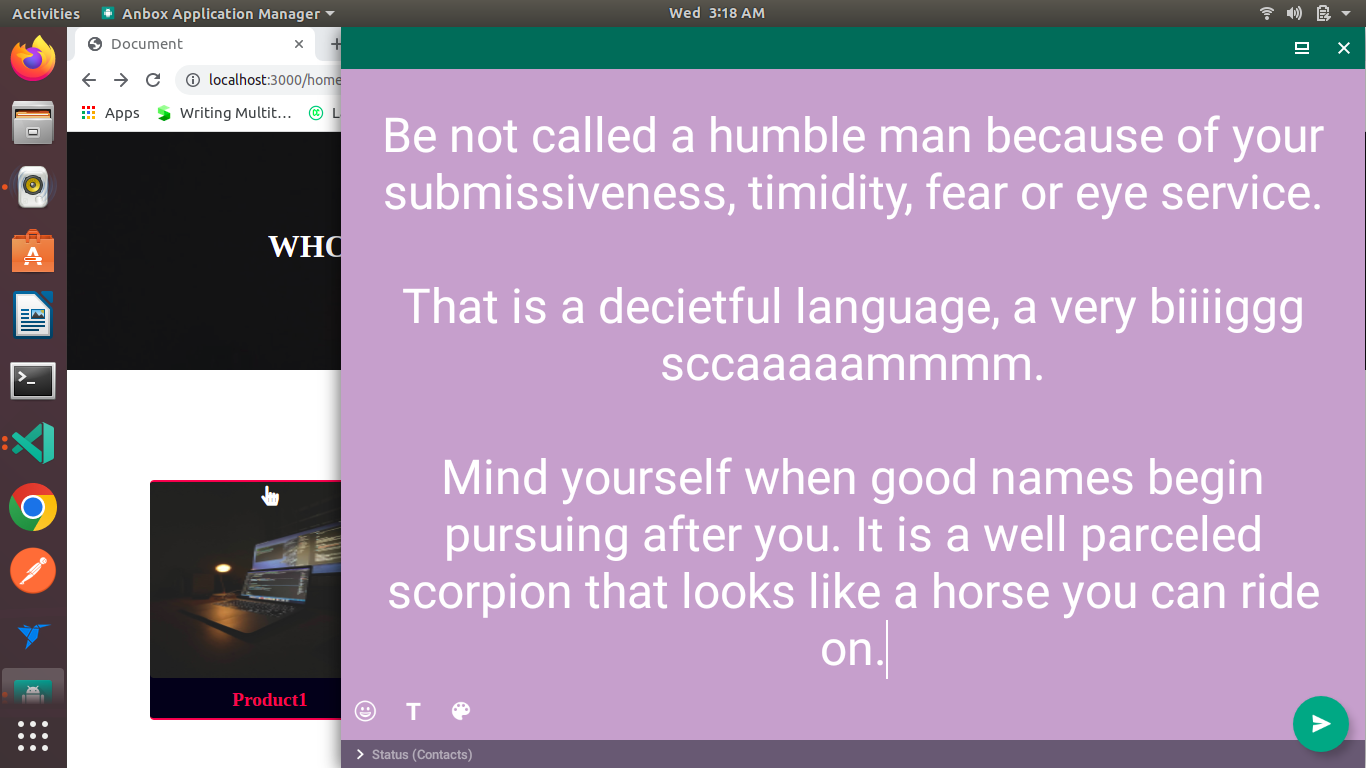 Activities
Anbox Application Manager
Wed 3:18 AM
Document
localhost:3000/home
Apps
Writing Multit...
WHO
Be not called a humble man because of your
submissiveness, timidity, fear or eye service.
That is a decietful language, a very biiiiggg
sccaaaaaammmm.
Mind yourself when good names begin
pursuing after you. It is a well parceled
scorpion that looks like a horse you can ride
on.
Product1
T
Status (Contacts)